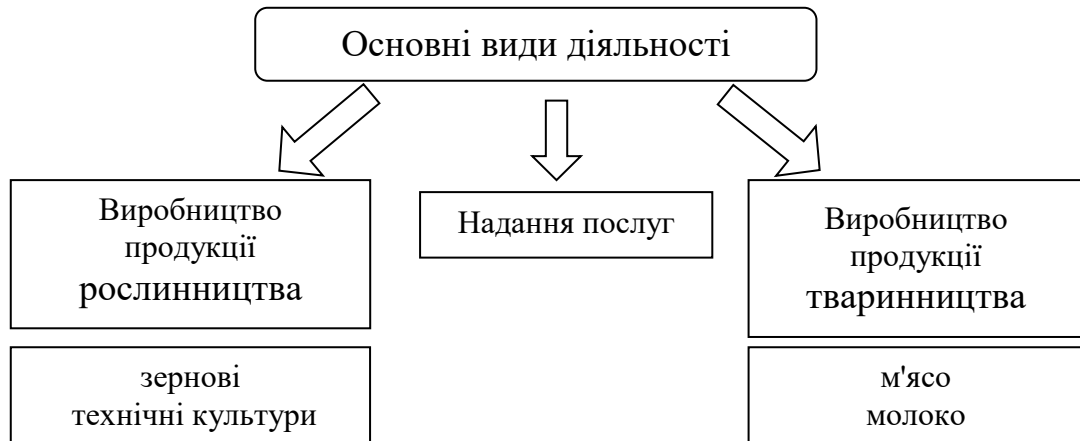 Основні види діяльності
Виробництво
продукції
рослинництва
Надання послуг
Виробництво
продукції
тваринництва
зернові
технічні культури
м'ясо
молоко